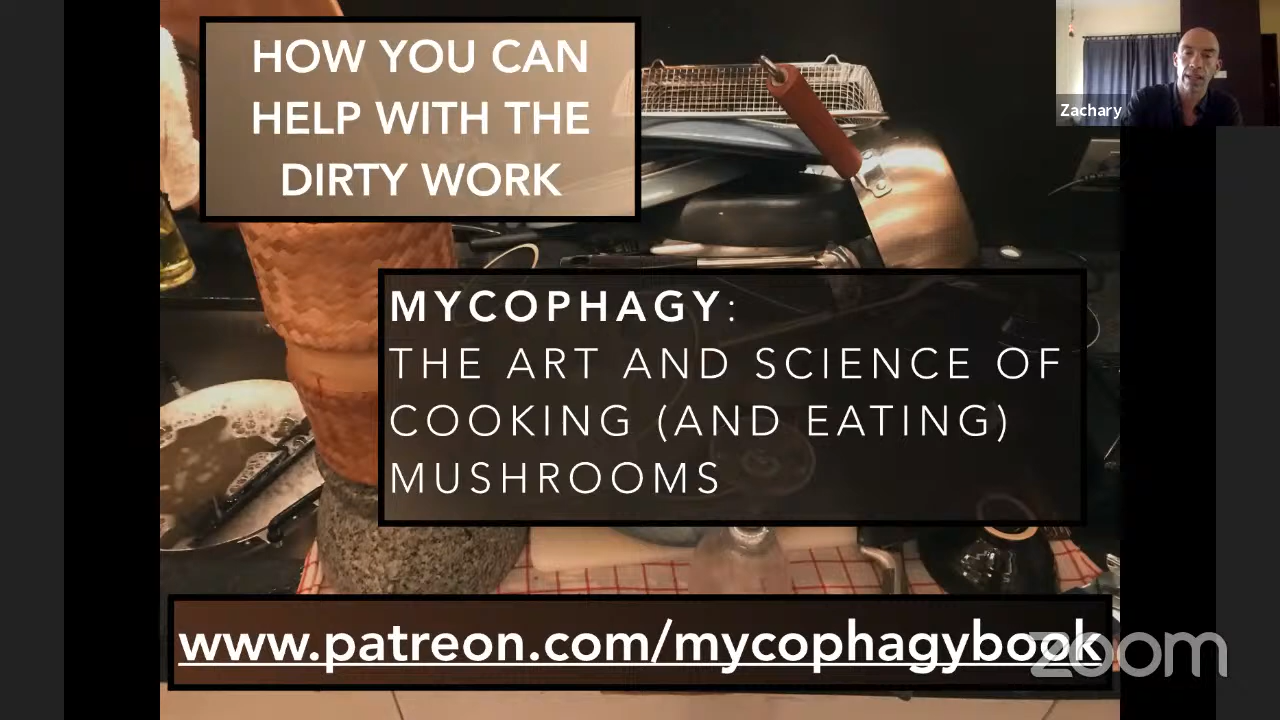 HOW YOU CAN
HELP WITH THE
DIRTY WORK
Zachary
MYCOPHAGY:
THE ART AND SCIENCE OF
COOKING (AND EATING)
MUSHROOMS
www.patreon.com/mycophagybook
zoom